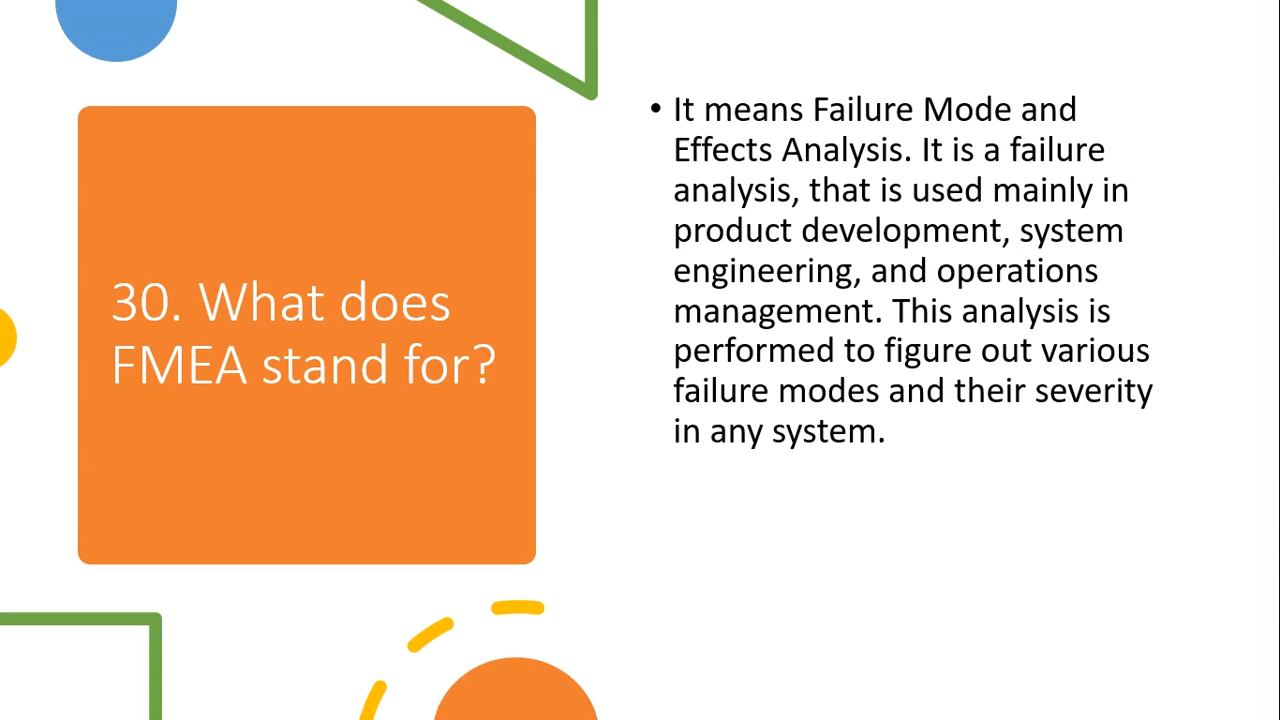 30. What does
FMEA stand for?
• It means Failure Mode and
Effects Analysis. It is a failure
analysis, that is used mainly in
product development, system
engineering, and operations
management. This analysis is
performed to figure out various
failure modes and their severity
in any system.